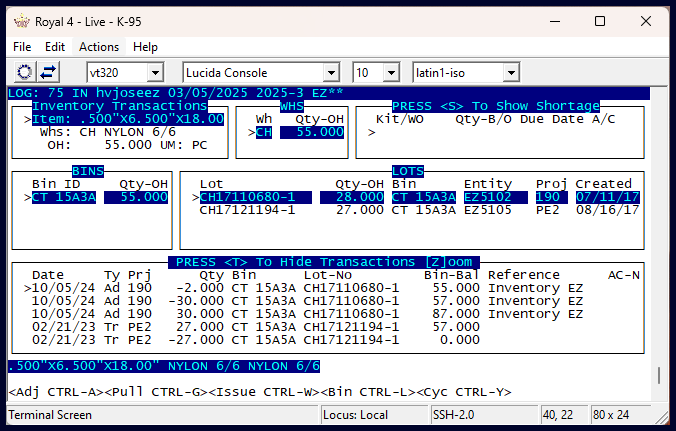 Royal 4 - Live - K-95
File Edit Actions Help
vt320 Lucida Console 10 latin1-iso
LOG: 75 IN hvjoseez 03/05/2025 2025-3 EZ**
Inventory Transactions WHS PRESS <S> To Show Shortage
>Item: .500"X6.500"X18.00 Wh Qty-OH Kit/WO Qty-B/O Due Date A/C
Whs: CH NYLON 6/6 >CH 55.000 >
OH: 55.000 UM: PC
BINS LOTS
Bin ID Qty-OH Lot Qty-OH Bin Entity Proj Created
>CT 15A3A 55.000 >CH17110680-1 28.000 CT 15A3A EZ5102 190 07/11/17
CH17121194-1 27.000 CT 15A3A EZ5105 PE2 08/16/17
PRESS <T> To Hide Transactions [Z]oom
Date Ty Prj Qty Bin Lot-No Bin-Bal Reference AC-N
>10/05/24 Ad 190 -2.000 CT 15A3A CH17110680-1 55.000 Inventory EZ
10/05/24 Ad 190 -30.000 CT 15A3A CH17110680-1 57.000 Inventory EZ
10/05/24 Ad 190 30.000 CT 15A3A CH17110680-1 87.000 Inventory EZ
02/21/23 Tr PE2 27.000 CT 15A3A CH17121194-1 57.000
02/21/23 Tr PE2 -27.000 CT 15A5A CH17121194-1 0.000
.500"X6.500"X18.00" NYLON 6/6 NYLON 6/6
<Adj CTRL-A><Pull CTRL-G><Issue CTRL-W><Bin CTRL-L><Cyc CTRL-Y>
Terminal Screen Locus: Local SSH-2.0 40, 22 80 x 24